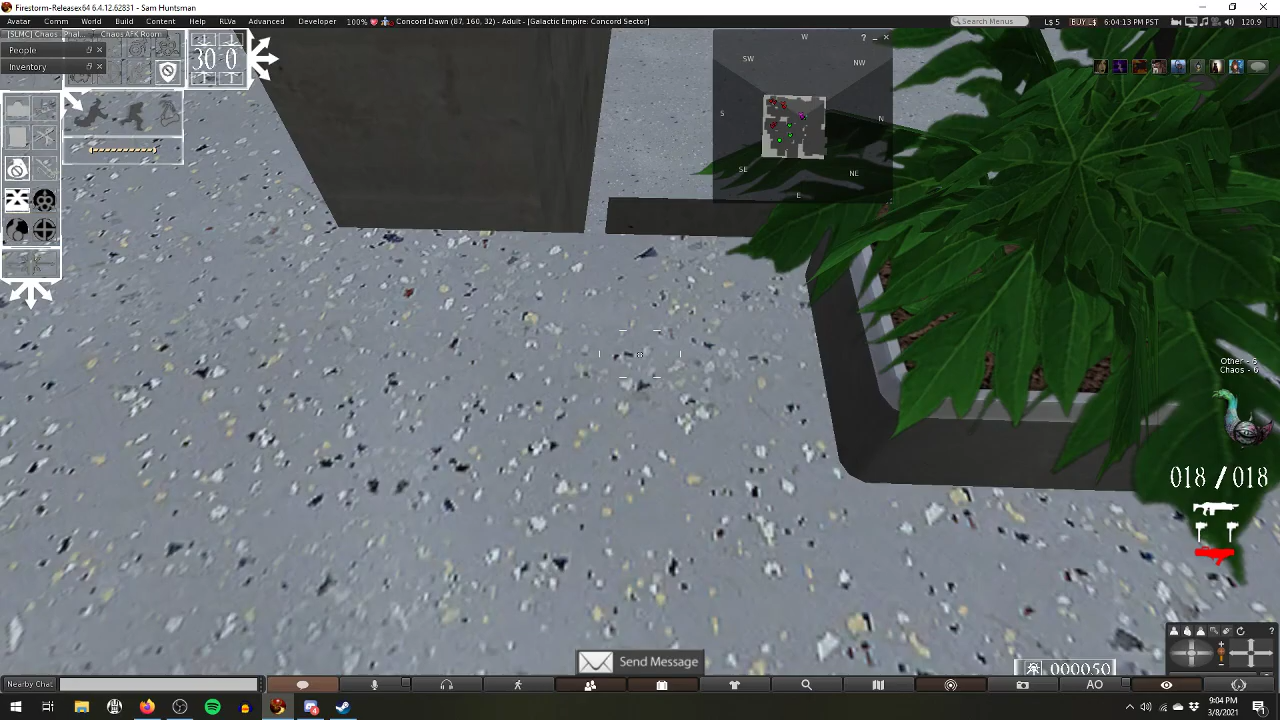 Firestorm-Releasex64 6.4.12.62831 - Sam Huntsman
Avatar Comm World Build Content Help RLVa Advanced Developer 100% Concord Dawn (87, 160, 32) - Adult - [Galactic Empire: Concord Sector] Search Menus L$ 5 BUY L$ 6:04:13 PM PST 120.9
[SLMC] Chaos Phal... Chaos AFK Room
People
Inventory
30 0
W
? _ ×
SW NW
S N
SE NE
E
Other - 5
Chaos - 6
018 / 018
Send Message
000050
?
Nearby Chat
AO
9:04 PM
3/8/2021
1